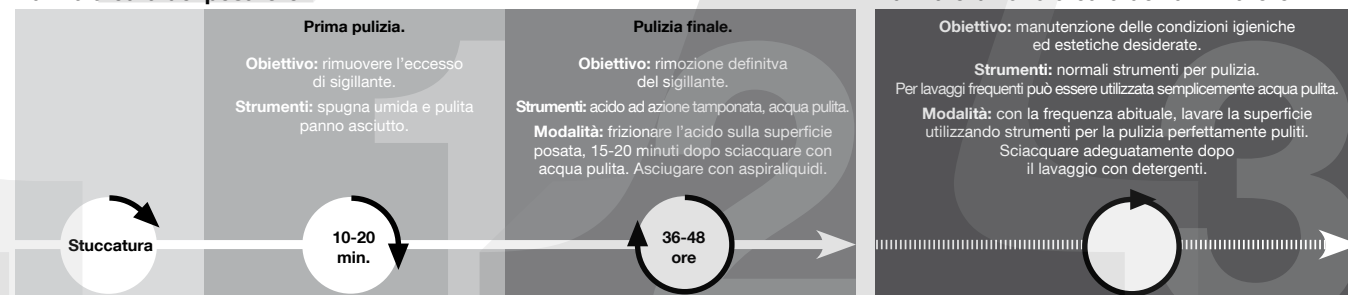 Prima pulizia.
Obiettivo: rimuovere l'eccesso
di sigillante.
Strumenti: spugna umida e pulita
panno asciutto.
Pulizia finale.
Obiettivo: rimozione definitva
del sigillante.
Strumenti: acido ad azione tamponata, acqua pulita.
Modalità: frizionare l'acido sulla superficie
posata, 15-20 minuti dopo sciacquare con
acqua pulita. Asciugare con aspiraliquidi.
Obiettivo: manutenzione delle condizioni igieniche
ed estetiche desiderate.
Strumenti: normali strumenti per pulizia.
Per lavaggi frequenti può essere utilizzata semplicemente acqua pulita.
Modalità: con la frequenza abituale, lavare la superficie
utilizzando strumenti per la pulizia perfettamente puliti.
Sciacquare adeguatamente dopo
il lavaggio con detergenti.
Stuccatura
10-20
min.
36-48
ore
1
2
3